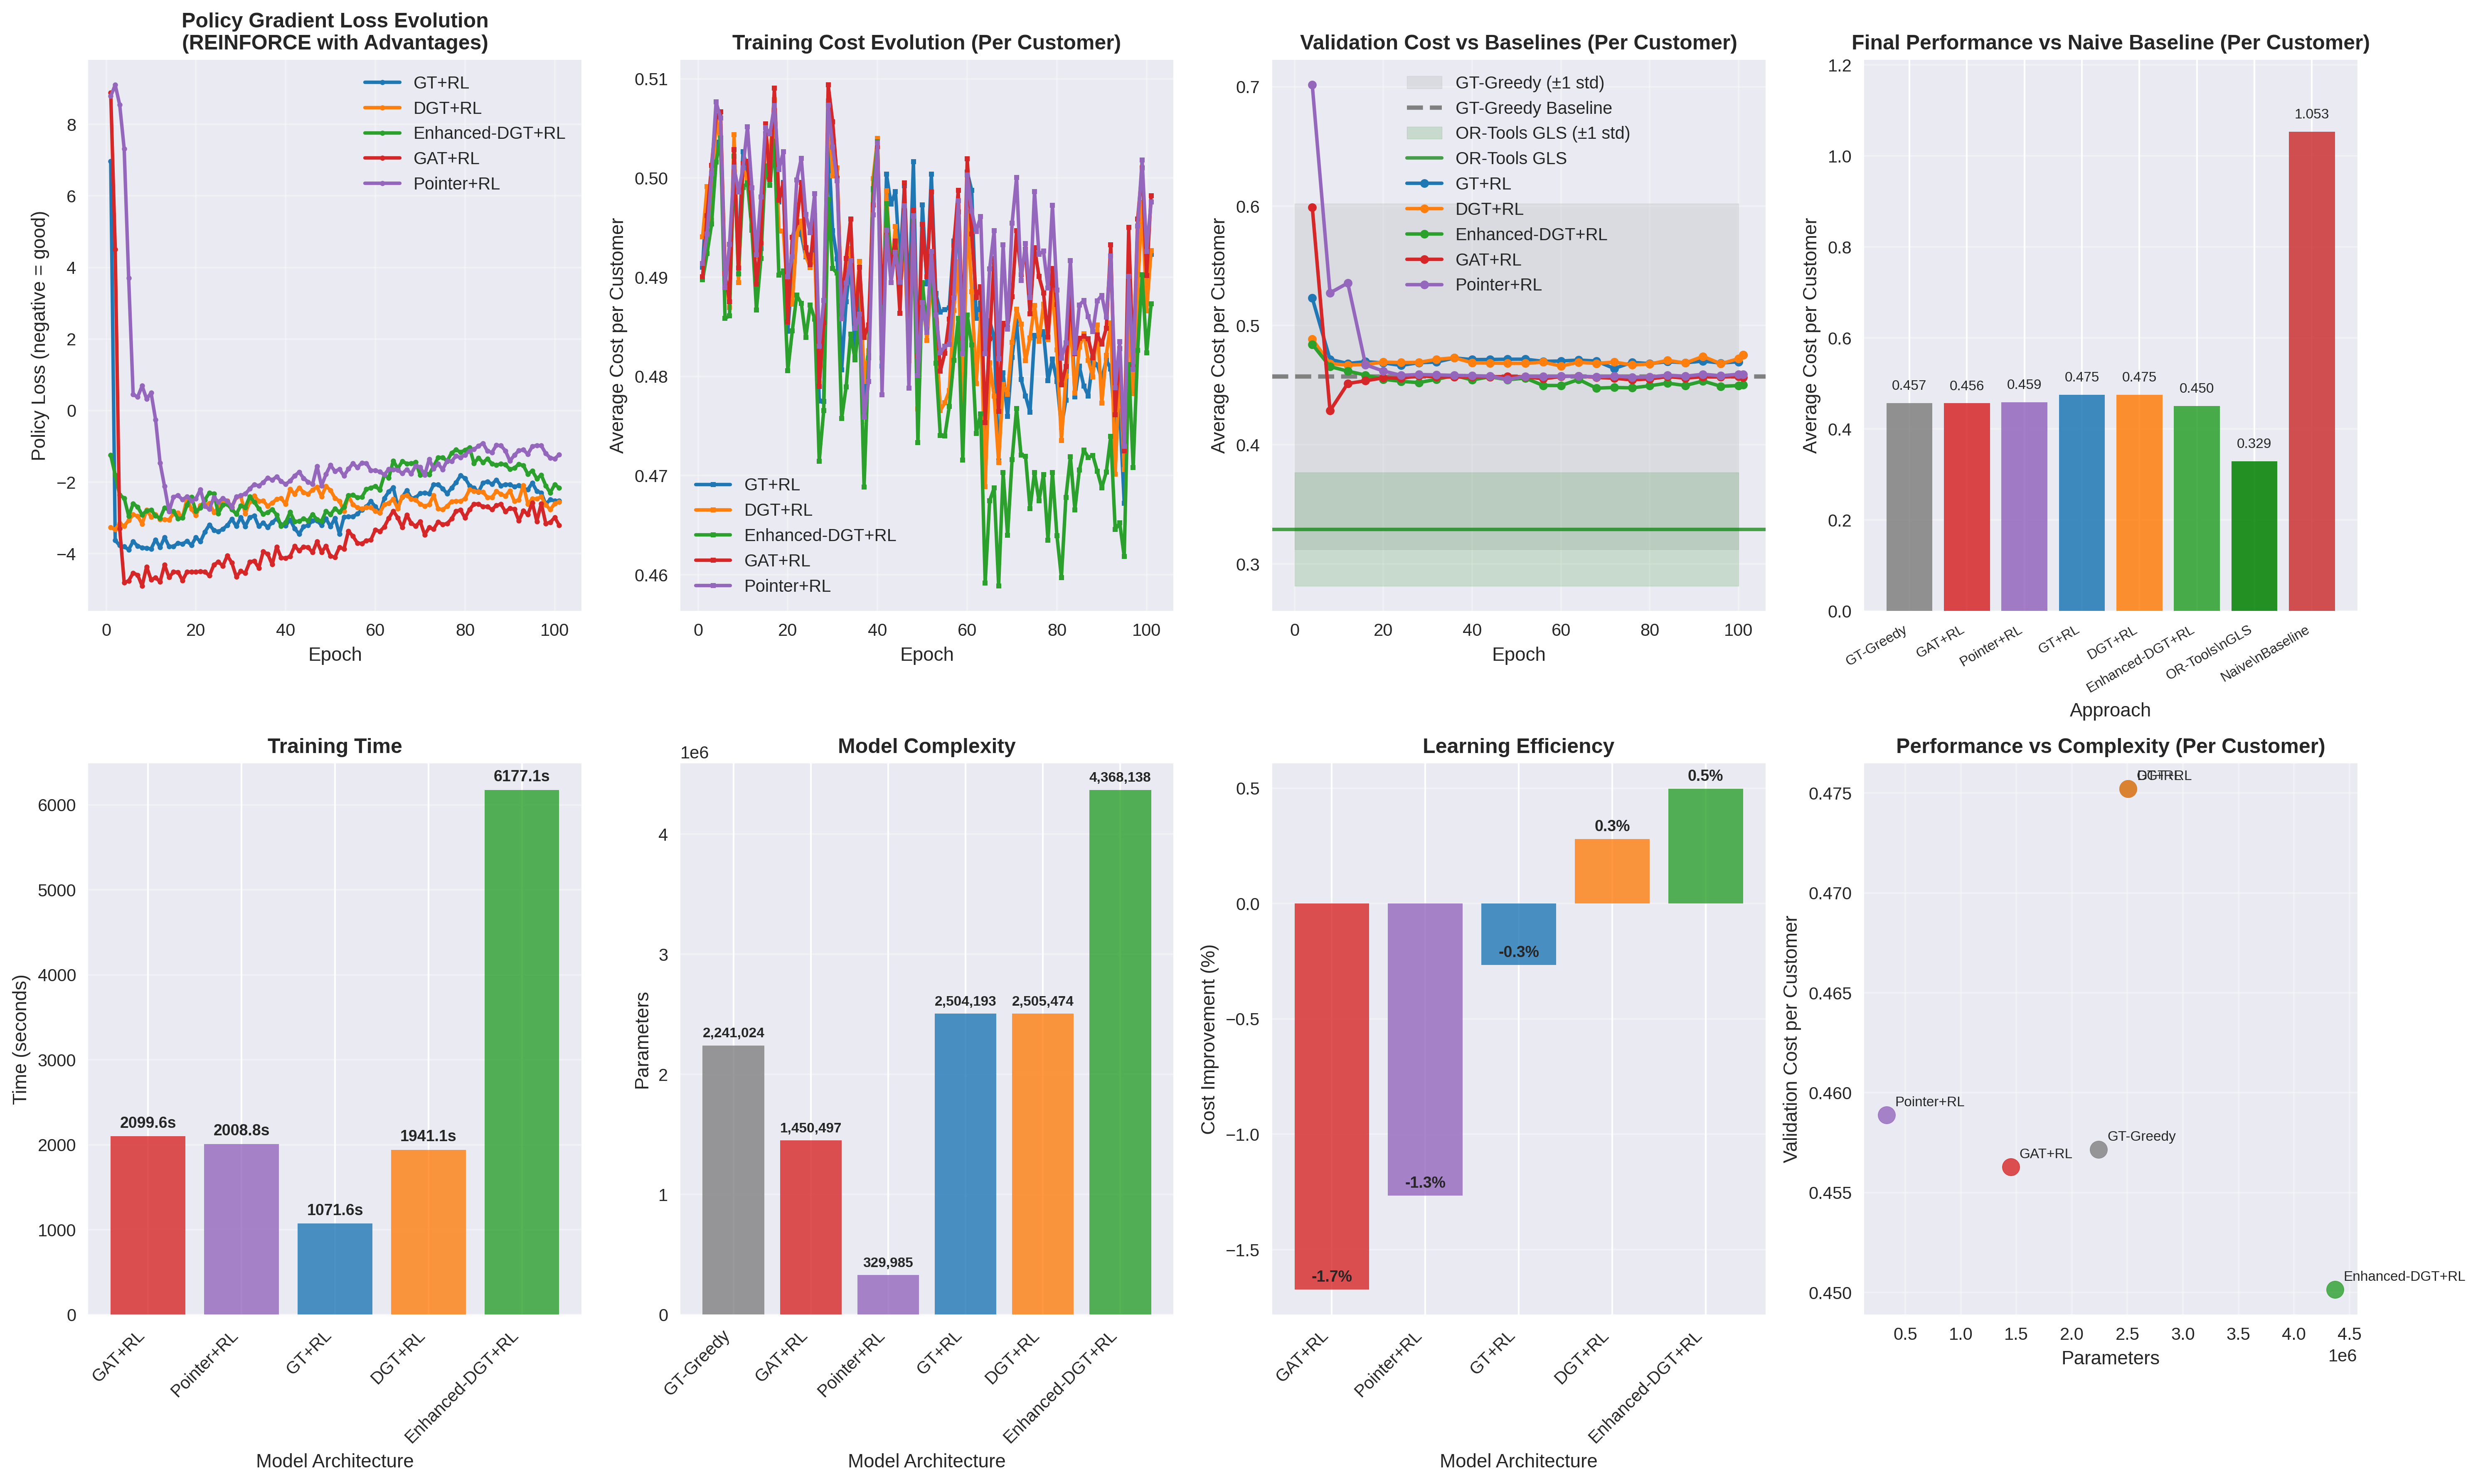 Policy Gradient Loss Evolution
(REINFORCE with Advantages)
8
6
4
2
0
−2
−4
Policy Loss (negative = good)
GT+RL
DGT+RL
Enhanced-DGT+RL
GAT+RL
Pointer+RL
0 20 40 60 80 100
Epoch
Training Cost Evolution (Per Customer)
0.51
0.50
0.49
0.48
0.47
0.46
Average Cost per Customer
GT+RL
DGT+RL
Enhanced-DGT+RL
GAT+RL
Pointer+RL
0 20 40 60 80 100
Epoch
Validation Cost vs Baselines (Per Customer)
0.7
0.6
0.5
0.4
0.3
Average Cost per Customer
GT-Greedy (±1 std)
GT-Greedy Baseline
OR-Tools GLS (±1 std)
OR-Tools GLS
GT+RL
DGT+RL
Enhanced-DGT+RL
GAT+RL
Pointer+RL
0 20 40 60 80 100
Epoch
Final Performance vs Naive Baseline (Per Customer)
1.2
1.0
0.8
0.6
0.4
0.2
0.0
Average Cost per Customer
0.457
0.456
0.459
0.475
0.475
0.450
0.329
1.053
GT-Greedy
GAT+RL
Pointer+RL
GT+RL
DGT+RL
Enhanced-DGT+RL
OR-Tools\nGLS
Naive\nBaseline
Approach
Training Time
6000
5000
4000
3000
2000
1000
0
Time (seconds)
2099.6s
2008.8s
1071.6s
1941.1s
6177.1s
GAT+RL
Pointer+RL
GT+RL
DGT+RL
Enhanced-DGT+RL
Model Architecture
Model Complexity
1e6
4
3
2
1
0
Parameters
2,241,024
1,450,497
329,985
2,504,193
2,505,474
4,368,138
GT-Greedy
GAT+RL
Pointer+RL
GT+RL
DGT+RL
Enhanced-DGT+RL
Model Architecture
Learning Efficiency
0.5
0.0
−0.5
−1.0
−1.5
Cost Improvement (%)
-1.7%
-1.3%
-0.3%
0.3%
0.5%
GAT+RL
Pointer+RL
GT+RL
DGT+RL
Enhanced-DGT+RL
Model Architecture
Performance vs Complexity (Per Customer)
0.475
0.470
0.465
0.460
0.455
0.450
Validation Cost per Customer
Pointer+RL
GAT+RL
GT-Greedy
Enhanced-DGT+RL
0.5 1.0 1.5 2.0 2.5 3.0 3.5 4.0 4.5
1e6
Parameters